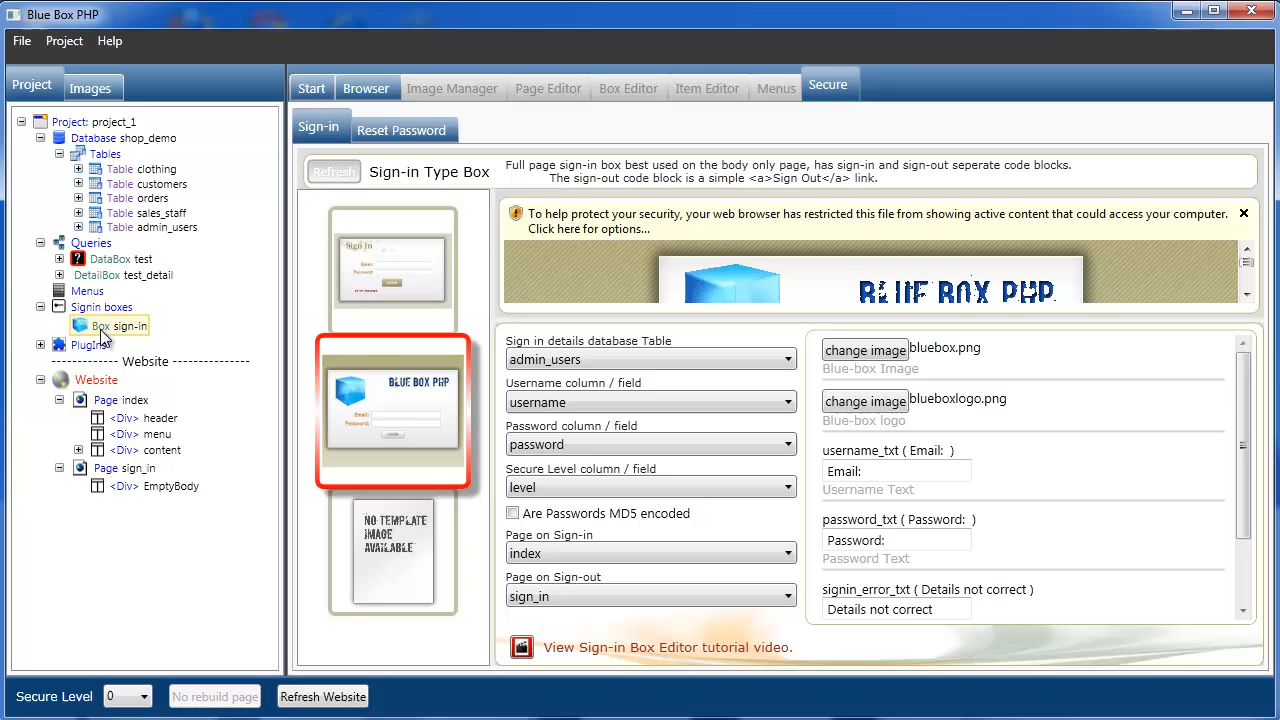 Blue Box PHP
File Project Help
Project Images
Start Browser Image Manager Page Editor Box Editor Item Editor Menus Secure
Project: project_1
Database shop_demo
Tables
Table clothing
Table customers
Table orders
Table sales_staff
Table admin_users
Queries
? DataBox test
DetailBox test_detail
Menus
Signin boxes
Box sign-in
PlugIns
-------------- Website ----------------
Website
Page index
<Div> header
<Div> menu
<Div> content
Page sign_in
<Div> EmptyBody
Sign-in Reset Password
Refresh Sign-in Type Box
Full page sign-in box best used on the body only page, has sign-in and sign-out seperate code blocks.
The sign-out code block is a simple <a>Sign Out</a> links.
Sign In
Email:
Password:
BLUE BOX PHP
Email:
Password:
LOGIN
NO TEMPLATE
IMAGE
AVAILABLE
To help protect your security, your web browser has restricted this file from showing active content that could access your computer.
Click here for options...
BLUE BOX PHP
Sign in details database Table
admin_users
Username column / field
username
Password column / field
password
Secure Level column / field
level
Are Passwords MD5 encoded
Page on Sign-in
index
Page on Sign-out
sign_in
change image bluebox.png
Blue-box Image
change image blueboxlogo.png
Blue-box logo
username_txt ( Email: )
Email:
Username Text
password_txt ( Password: )
Password:
Password Text
signin_error_txt ( Details not correct )
Details not correct
View Sign-in Box Editor tutorial video.
Secure Level 0 No rebuild page Refresh Website